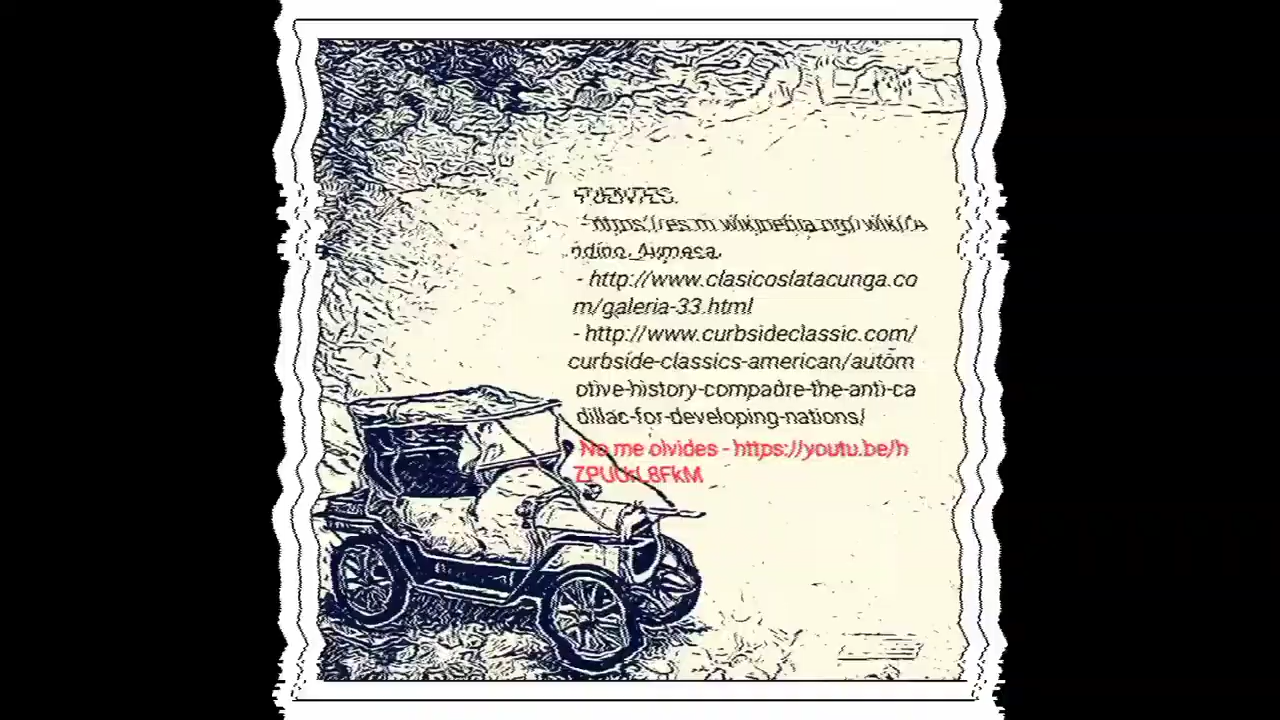 FUENTES.
- https://es.m.wikipedia.org/wiki/A
ndino_Aymesa.
- http://www.clasicoslatacunga.co
m/galeria-33.html
- http://www.curbsideclassic.com/
curbside-classics-american/autom
otive-history-compadre-the-anti-ca
dillac-for-developing-nations/
No me olvides - https://youtu.be/h